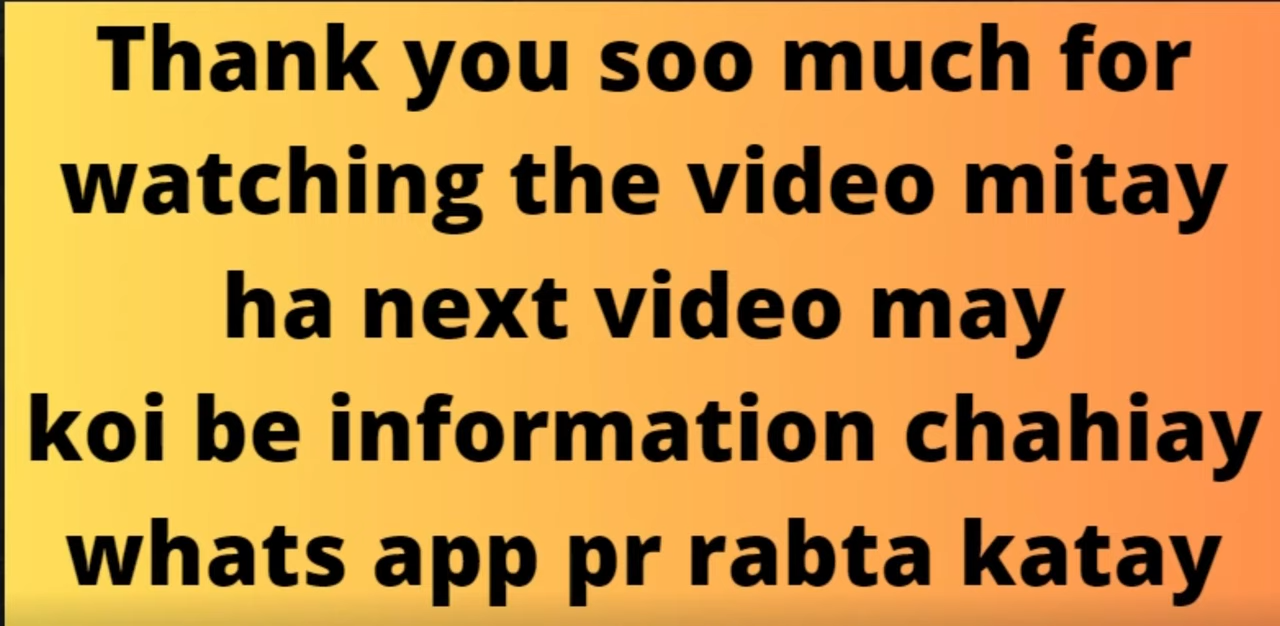 Thank you soo much for
watching the video mitay
ha next video may
koi be information chahiay
whats app pr rabta katay